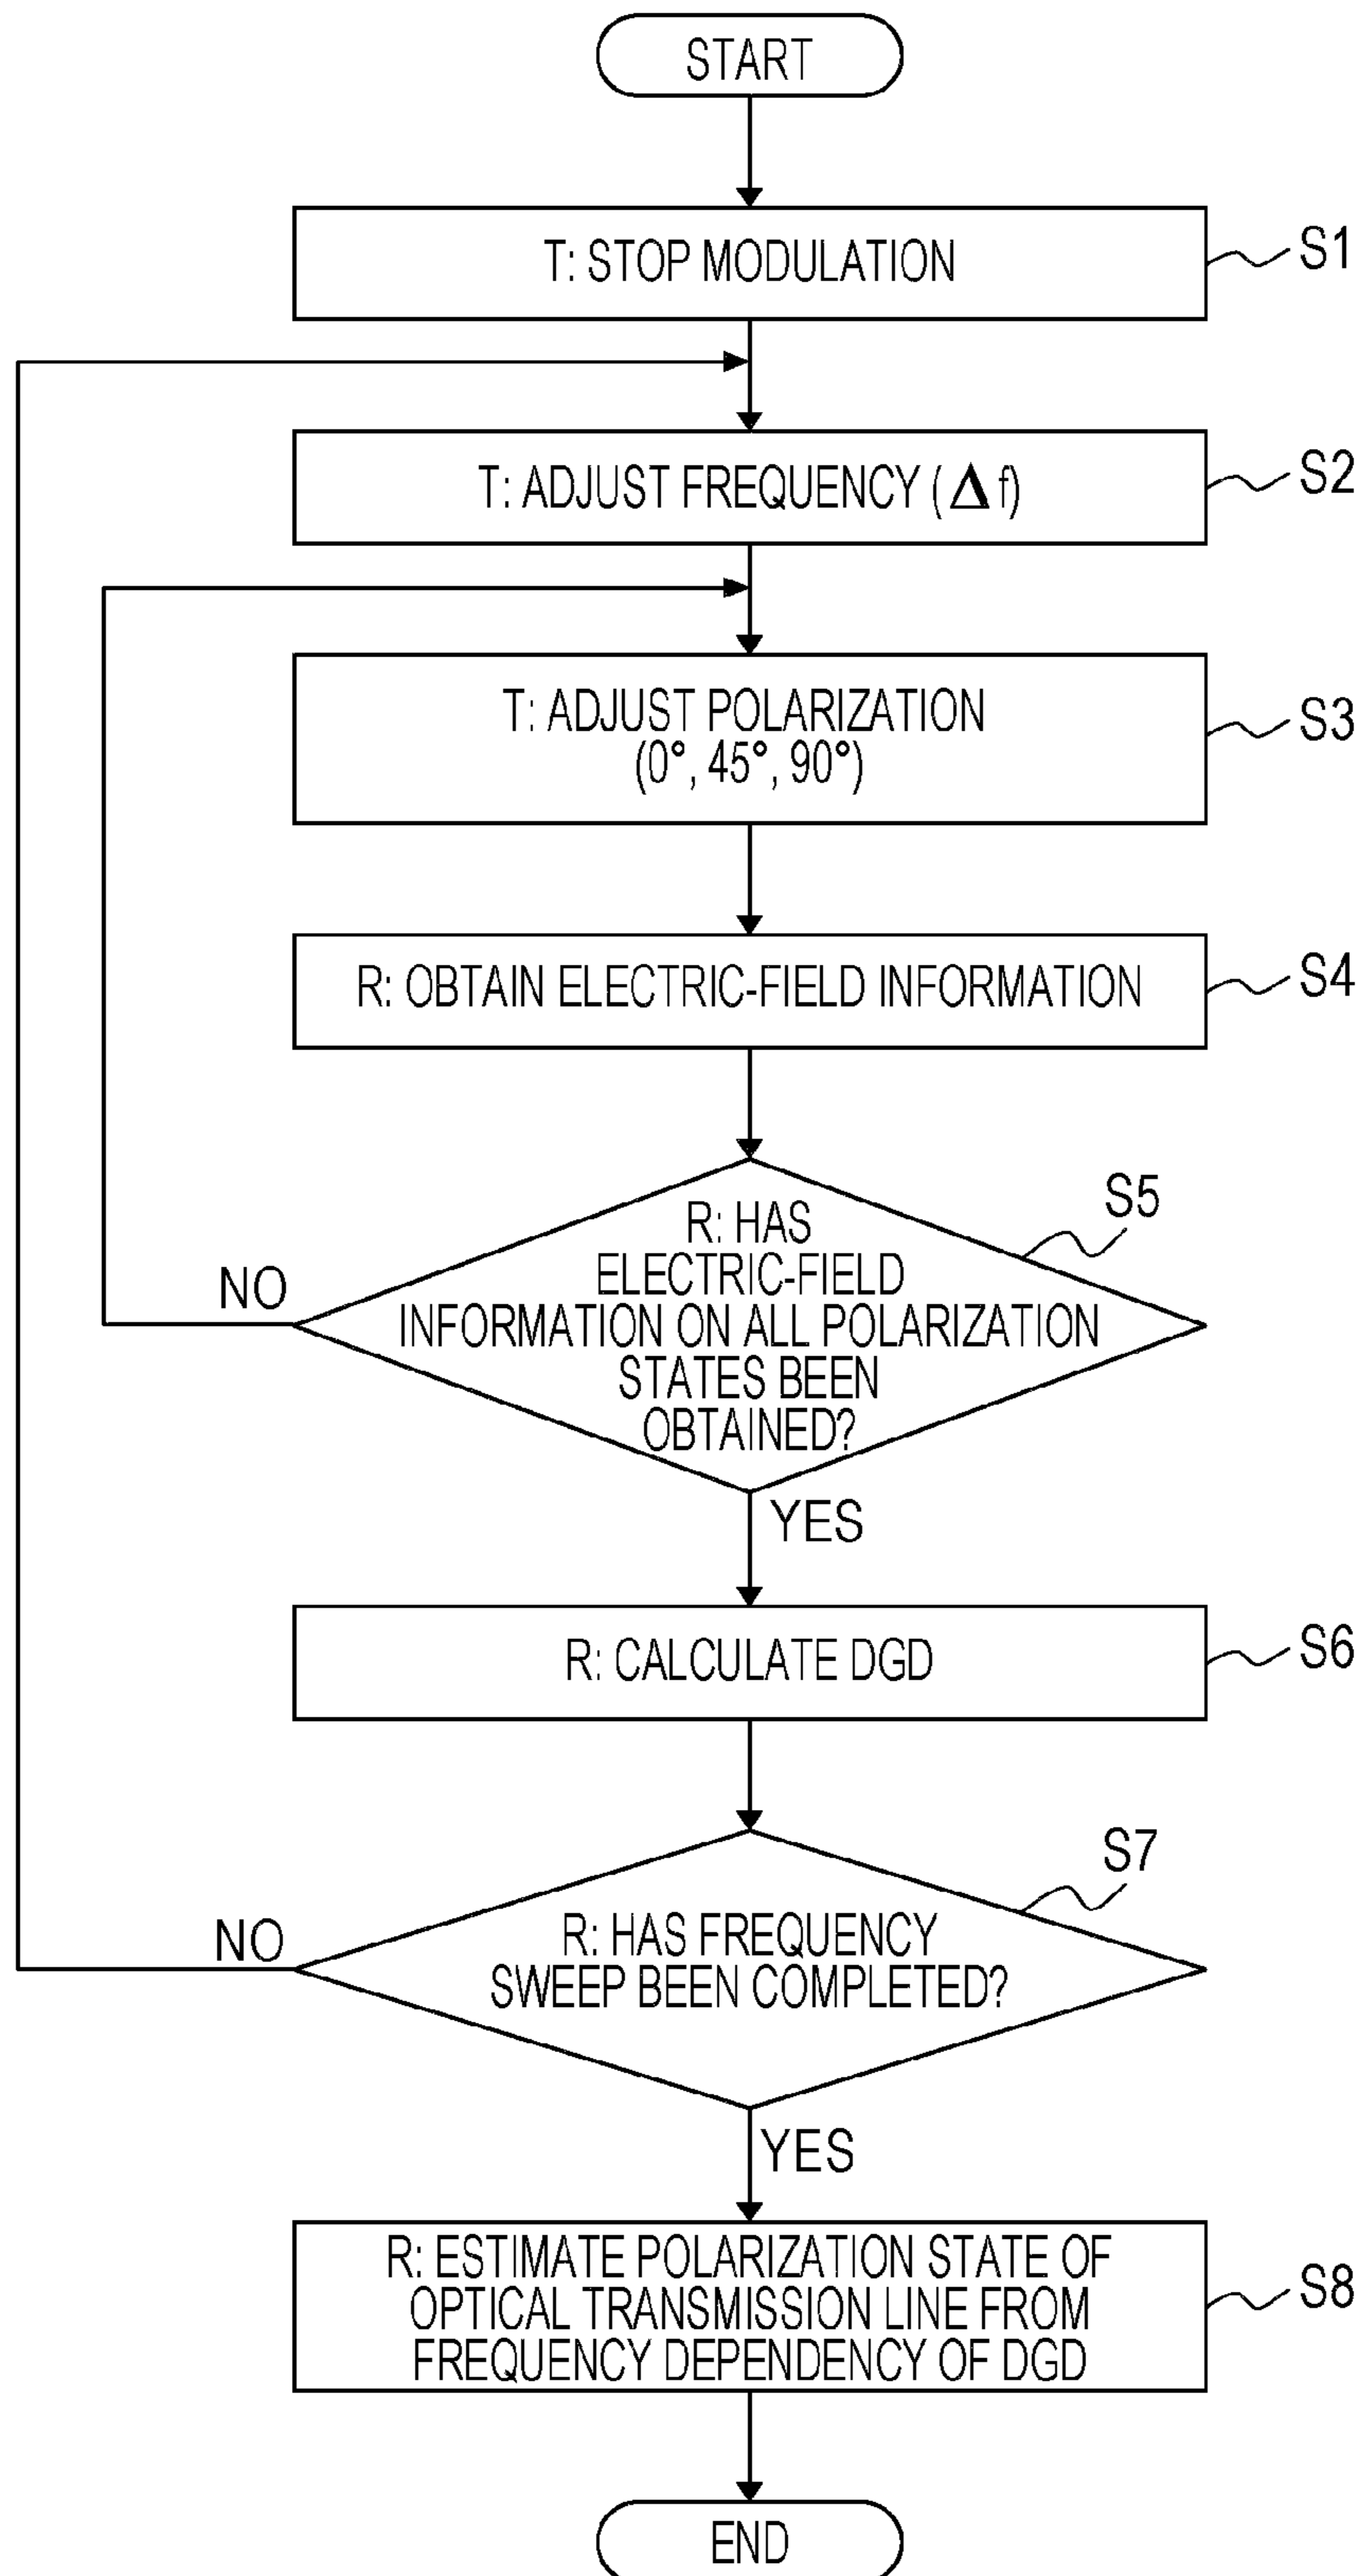 START
T: STOP MODULATION
S1
T: ADJUST FREQUENCY (Δf)
S2
T: ADJUST POLARIZATION
(0°, 45°, 90°)
S3
R: OBTAIN ELECTRIC-FIELD INFORMATION
S4
R: HAS
ELECTRIC-FIELD
INFORMATION ON ALL POLARIZATION
STATES BEEN
OBTAINED?
S5
NO
YES
R: CALCULATE DGD
S6
R: HAS FREQUENCY
SWEEP BEEN COMPLETED?
S7
NO
YES
R: ESTIMATE POLARIZATION STATE OF
OPTICAL TRANSMISSION LINE FROM
FREQUENCY DEPENDENCY OF DGD
S8
END